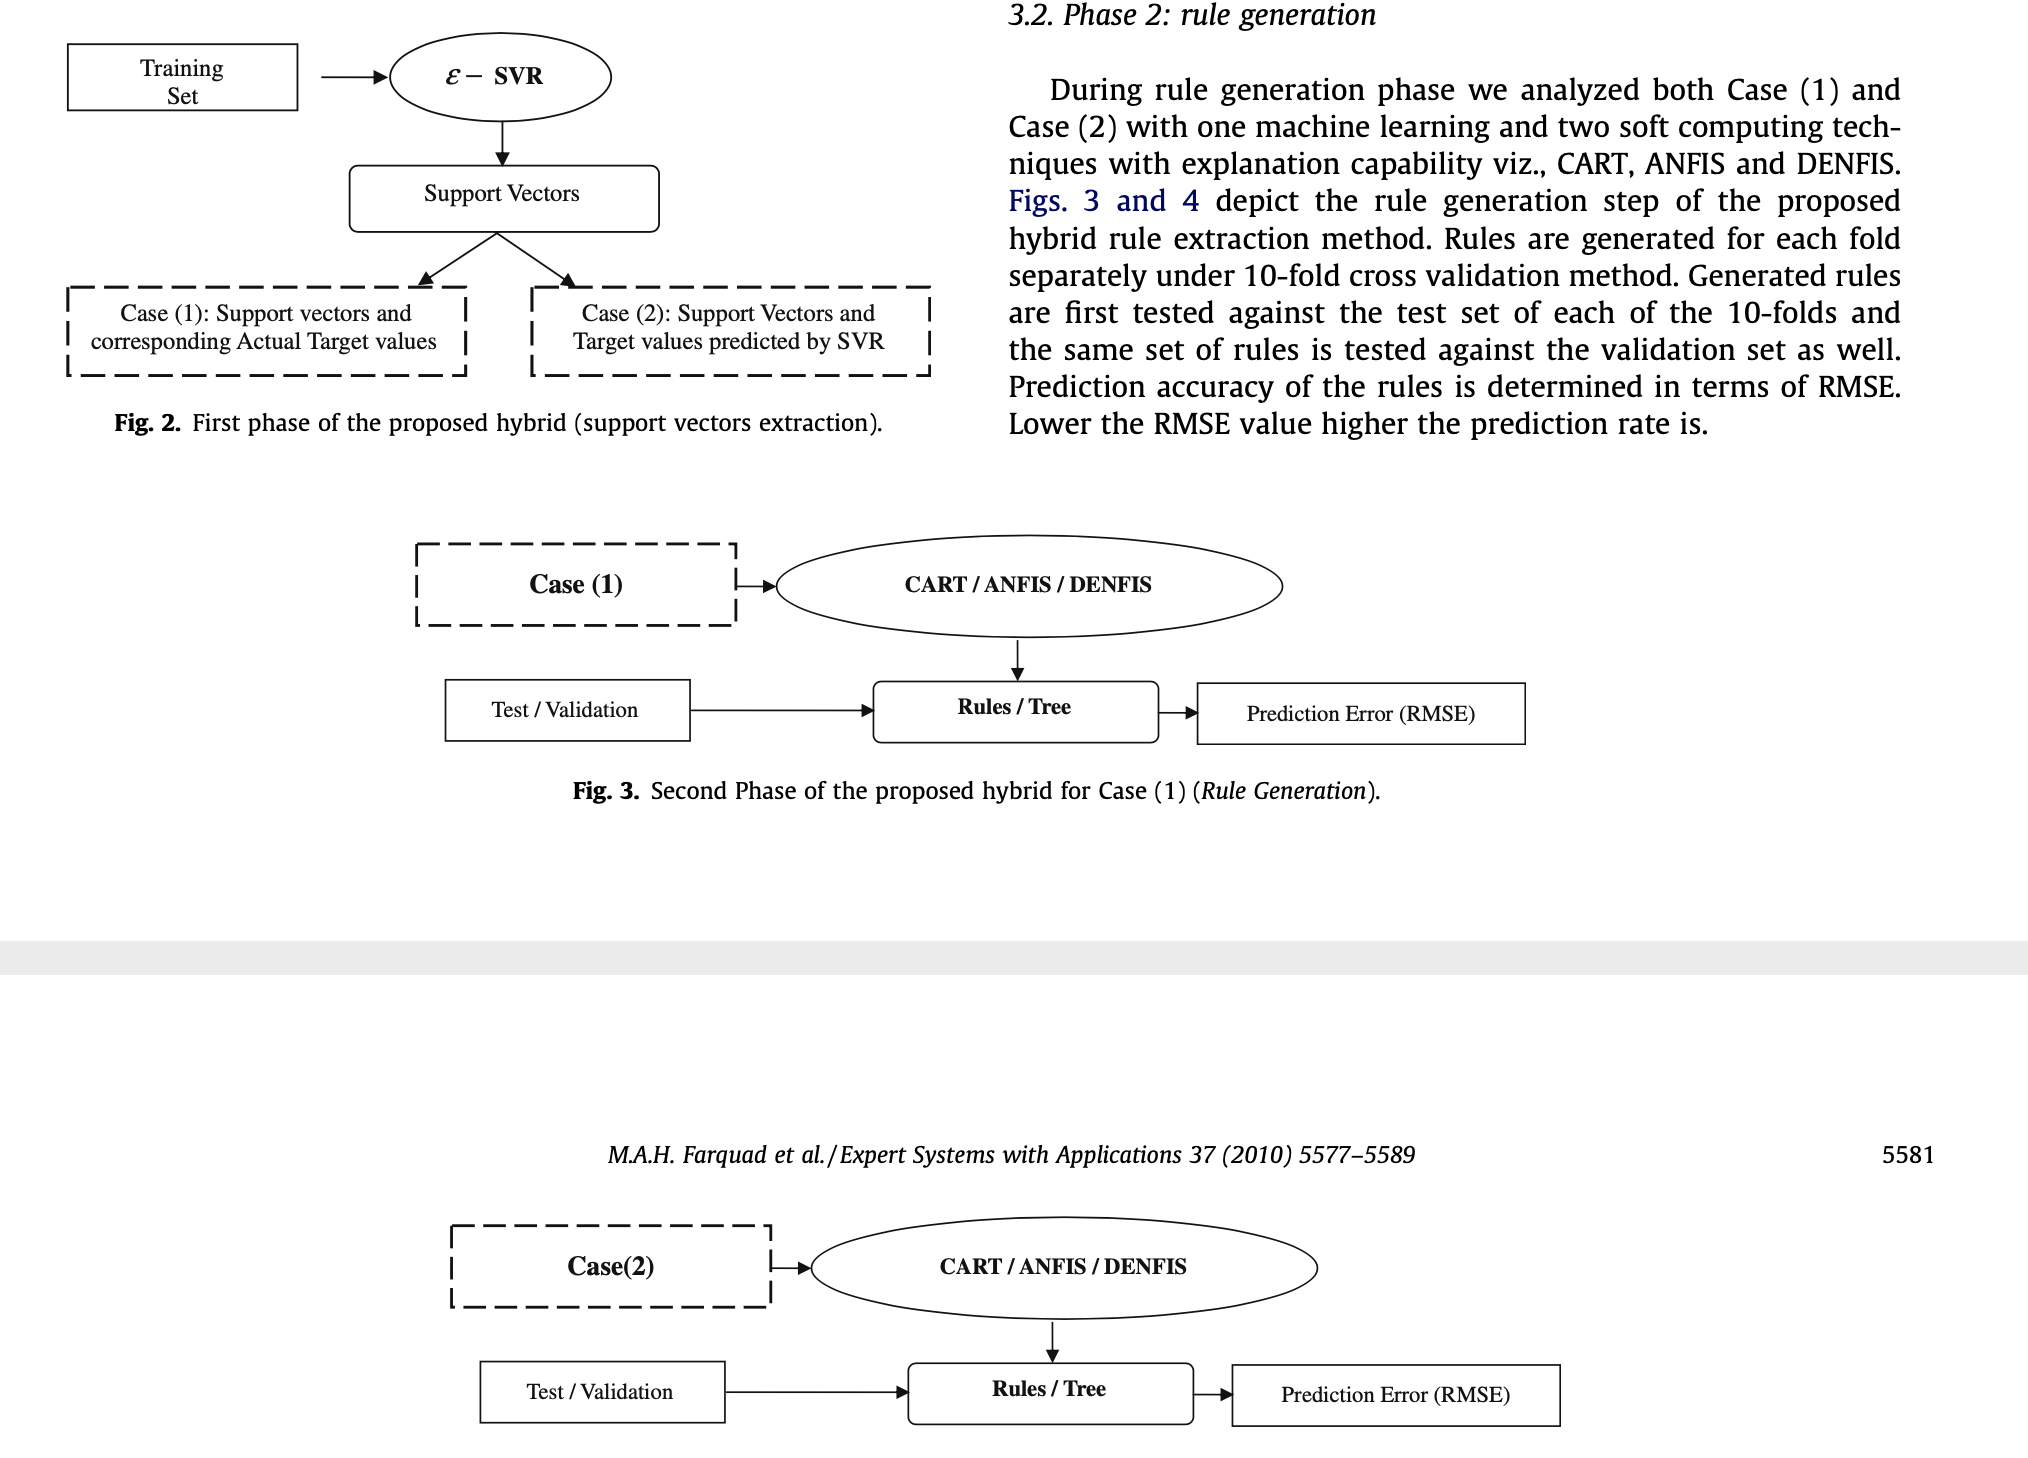 Training
Set
ε – SVR
Support Vectors
Case (1): Support vectors and
corresponding Actual Target values
Case (2): Support Vectors and
Target values predicted by SVR
Fig. 2. First phase of the proposed hybrid (support vectors extraction).
3.2. Phase 2: rule generation
During rule generation phase we analyzed both Case (1) and
Case (2) with one machine learning and two soft computing tech-
niques with explanation capability viz., CART, ANFIS and DENFIS.
Figs. 3 and 4 depict the rule generation step of the proposed
hybrid rule extraction method. Rules are generated for each fold
separately under 10-fold cross validation method. Generated rules
are first tested against the test set of each of the 10-folds and
the same set of rules is tested against the validation set as well.
Prediction accuracy of the rules is determined in terms of RMSE.
Lower the RMSE value higher the prediction rate is.
Case (1)
CART / ANFIS / DENFIS
Test / Validation
Rules / Tree
Prediction Error (RMSE)
Fig. 3. Second Phase of the proposed hybrid for Case (1) (Rule Generation).
M.A.H. Farquad et al. / Expert Systems with Applications 37 (2010) 5577–5589
5581
Case(2)
CART / ANFIS / DENFIS
Test / Validation
Rules / Tree
Prediction Error (RMSE)